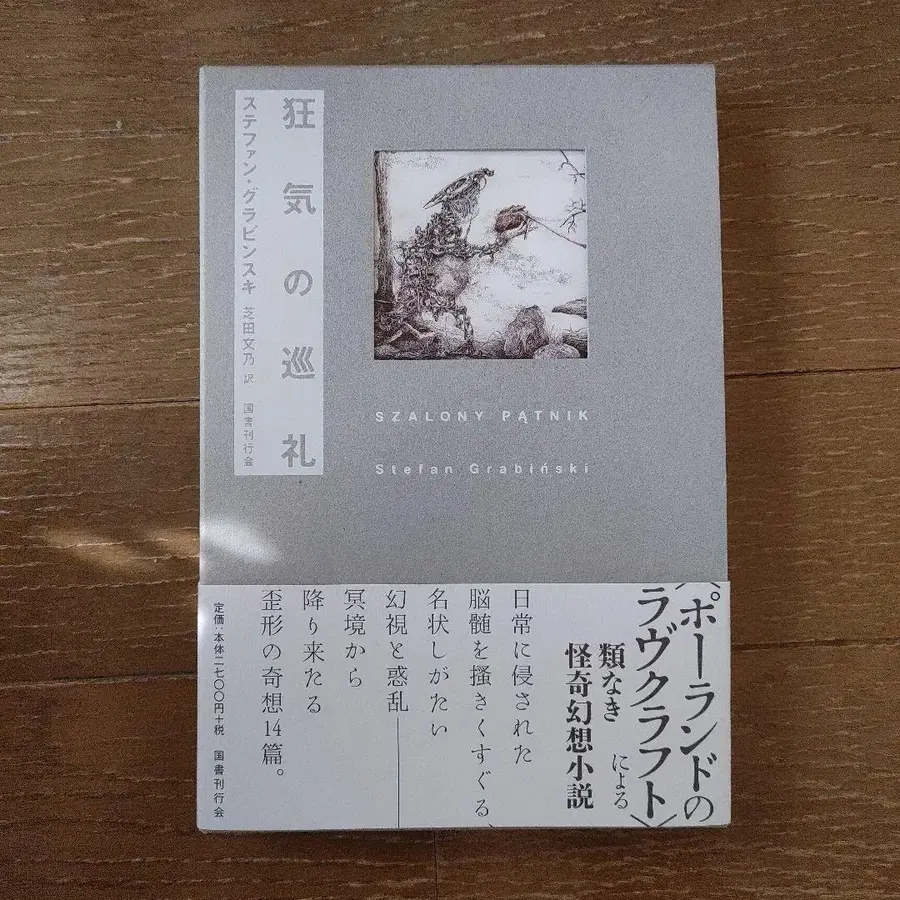 狂気の巡礼
ステファン・グラビンスキ 芝田文乃 訳 国書刊行会
SZALONY PĄTNIK
Stefan Grabiński
〈ポーランドの
ラヴクラフト〉
による
類なき
怪奇幻想小説
日常に侵された
脳髄を掻きくすぐる、
名状しがたい
幻視と惑乱――
冥境から
降り来たる
歪形の奇想14篇。
定価:本体二七〇〇円+税 国書刊行会